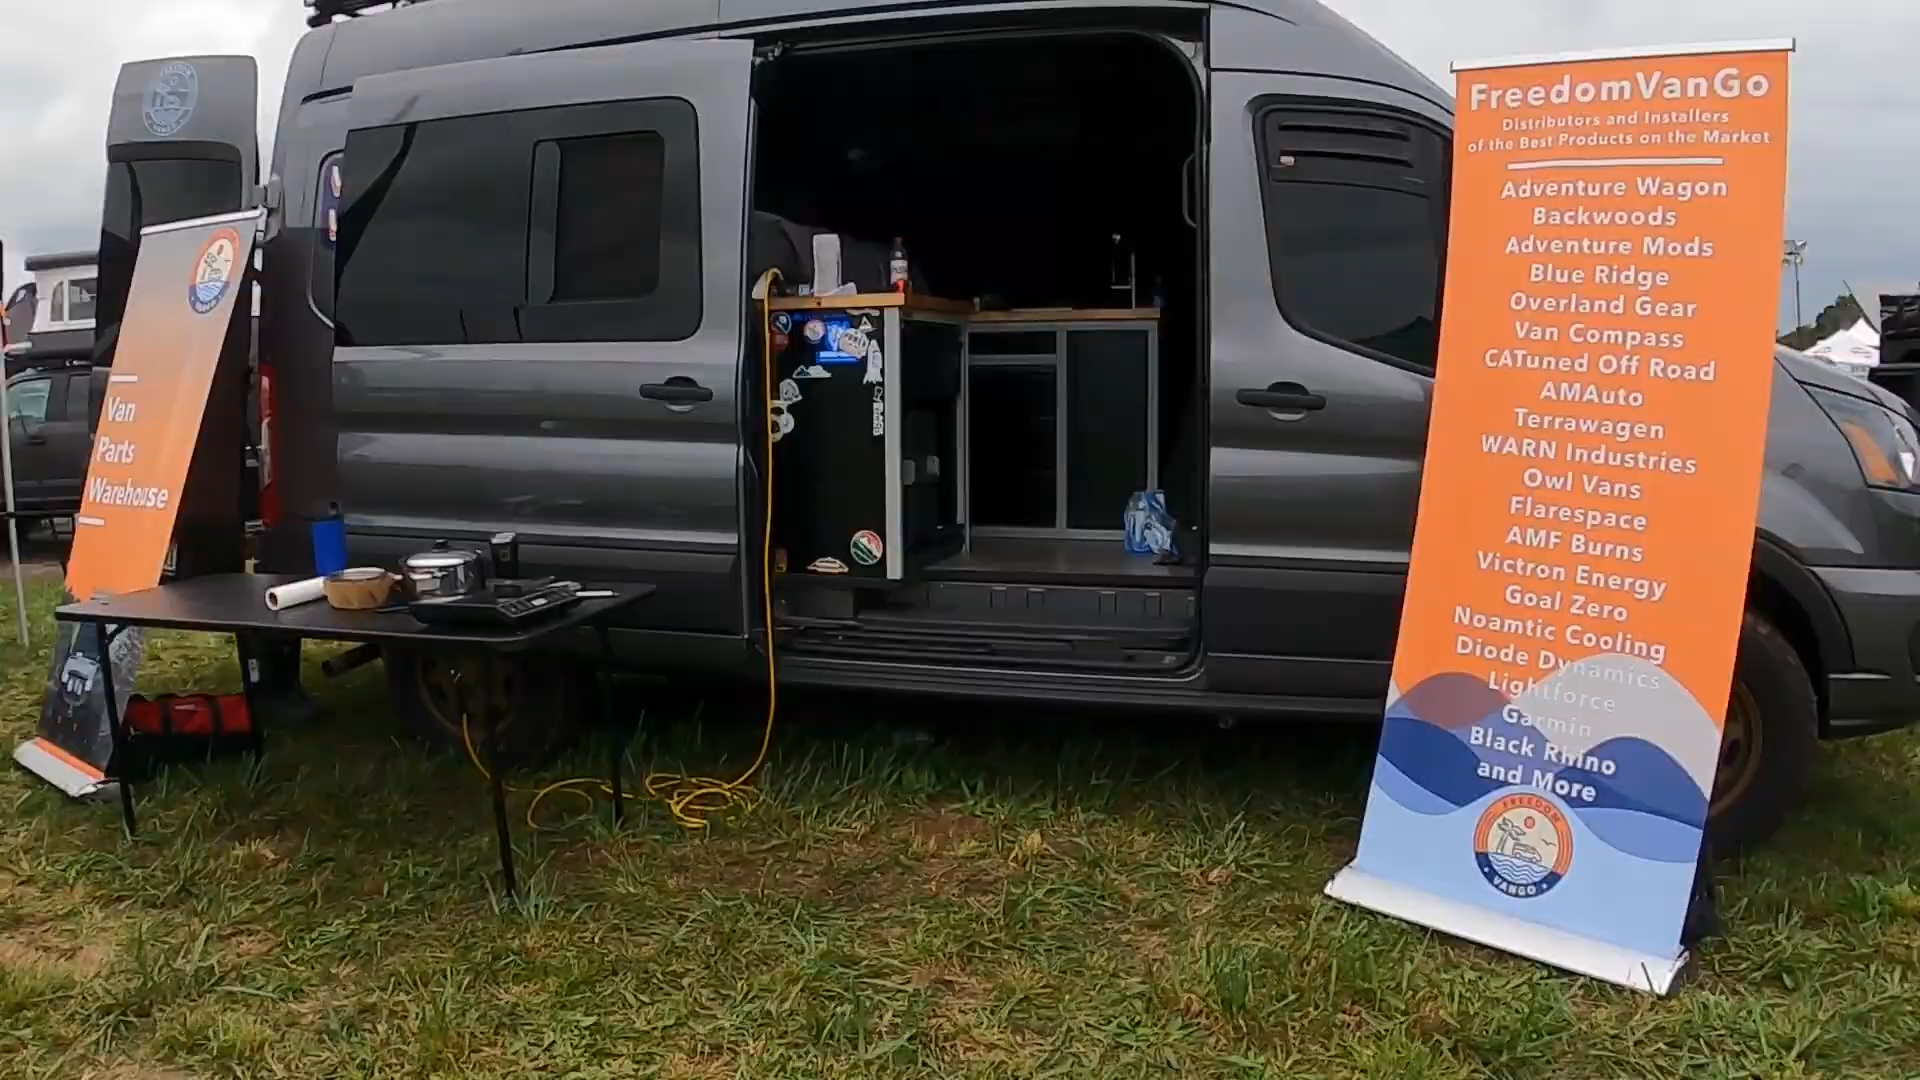 Van
Parts
Warehouse
FreedomVanGo
Distributors and Installers
of the Best Products on the Market
Adventure Wagon
Backwoods
Adventure Mods
Blue Ridge
Overland Gear
Van Compass
CATuned Off Road
AMAuto
Terrawagen
WARN Industries
Owl Vans
Flarespace
AMF Burns
Victron Energy
Goal Zero
Noamtic Cooling
Diode Dynamics
Lightforce
Garmin
Black Rhino
and More
FREEDOM
VANGO